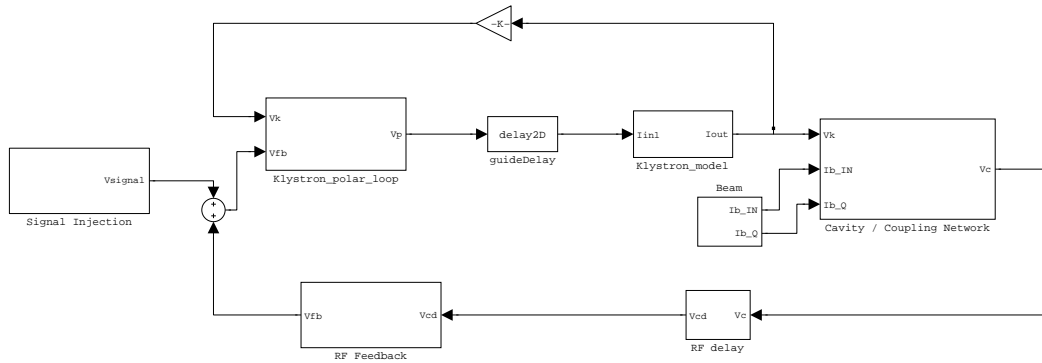 -K-
Vk
Vfb
Vp
Klystron_polar_loop
delay2D
guideDelay
Iin1
Iout
Klystron_model
Vk
Ib_IN
Ib_Q
Vc
Cavity / Coupling Network
Vsignal
Signal Injection
+
+
Beam
Ib_IN
Ib_Q
Vfb
Vcd
RF Feedback
Vcd
Vc
RF delay